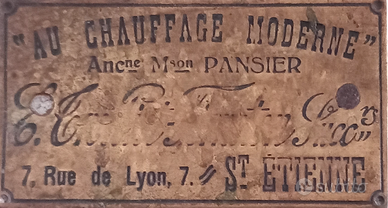 "AU CHAUFFAGE MODERNE"
Ancne Mson PANSIER
7, Rue de Lyon, 7. // ST ÉTIENNE